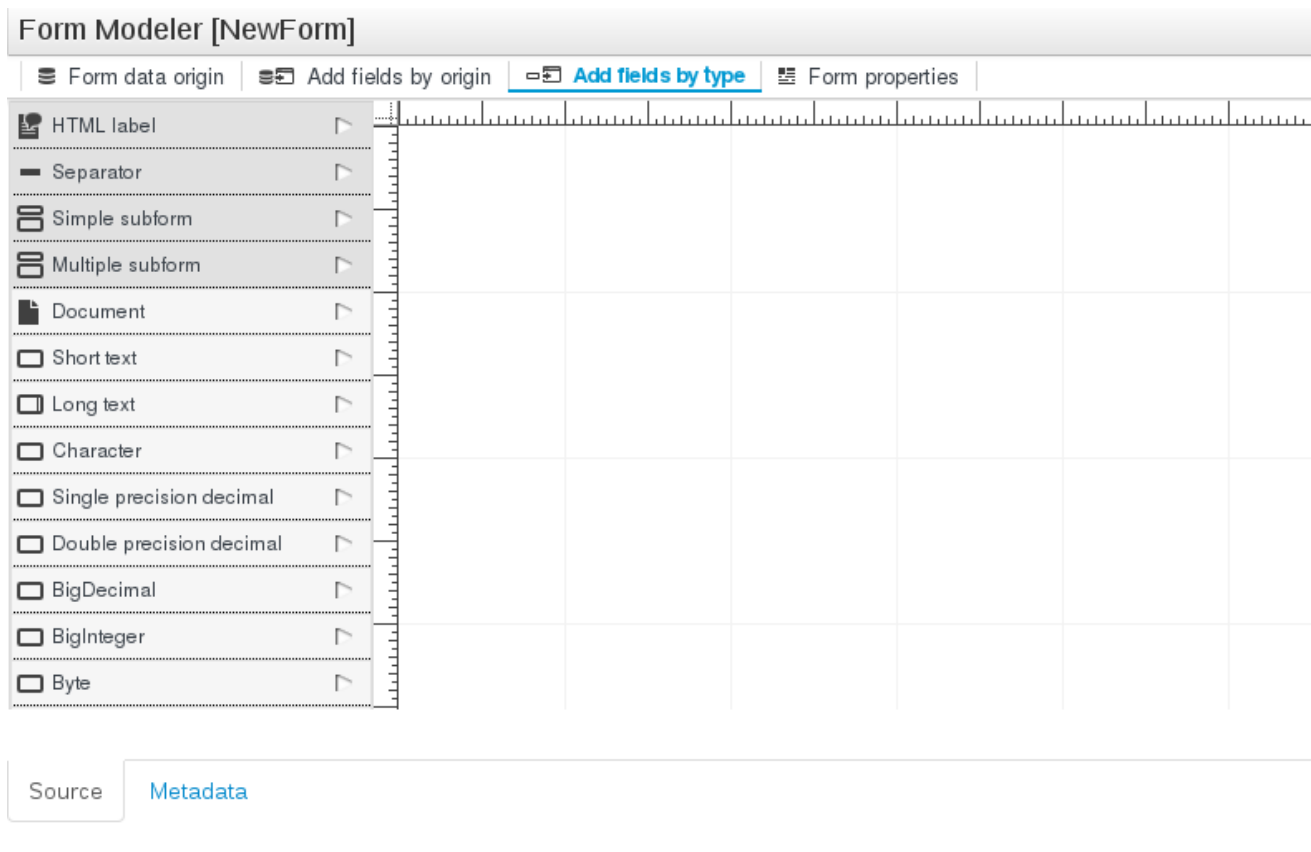 Form Modeler [NewForm]
Form data origin Add fields by origin Add fields by type Form properties
HTML label
Separator
Simple subform
Multiple subform
Document
Short text
Long text
Character
Single precision decimal
Double precision decimal
BigDecimal
BigInteger
Byte
Source Metadata